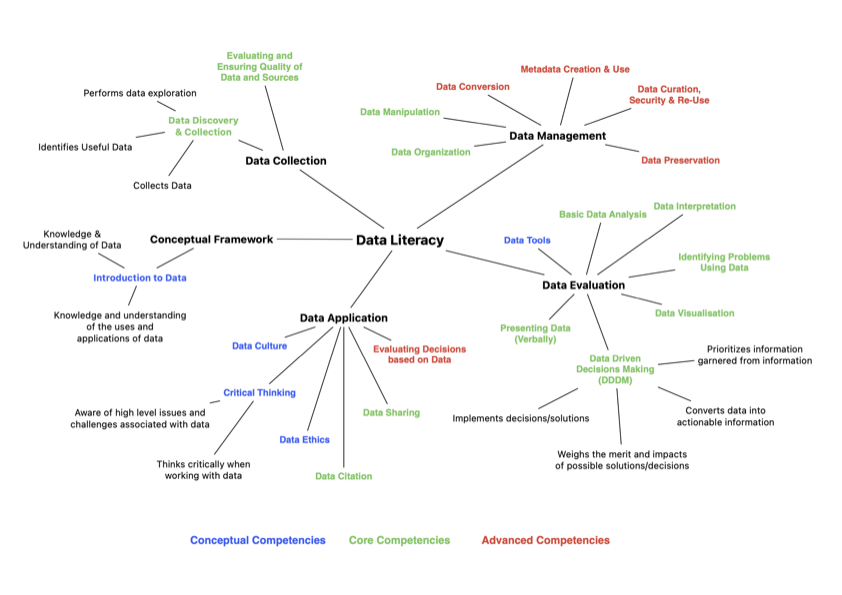 Evaluating and
Ensuring Quality of
Data and Sources
Performs data exploration
Data Discovery
& Collection
Identifies Useful Data
Collects Data
Data Collection
Metadata Creation & Use
Data Conversion
Data Curation,
Security & Re-Use
Data Manipulation
Data Management
Data Organization
Data Preservation
Knowledge &
Understanding of Data
Conceptual Framework
Introduction to Data
Knowledge and understanding
of the uses and
applications of data
Data Literacy
Data Interpretation
Basic Data Analysis
Data Tools
Identifying Problems
Using Data
Data Evaluation
Data Visualisation
Presenting Data
(Verbally)
Data Driven
Decisions Making
(DDDM)
Prioritizes information
garnered from information
Implements decisions/solutions
Converts data into
actionable information
Weighs the merit and impacts
of possible solutions/decisions
Data Application
Data Culture
Evaluating Decisions
based on Data
Critical Thinking
Aware of high level issues and
challenges associated with data
Data Sharing
Data Ethics
Thinks critically when
working with data
Data Citation
Conceptual Competencies
Core Competencies
Advanced Competencies